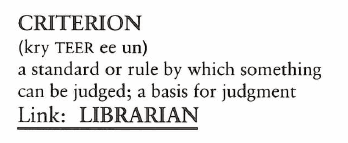 CRITERION
(kry TEER ee un)
a standard or rule by which something
can be judged; a basis for judgment
Link: LIBRARIAN